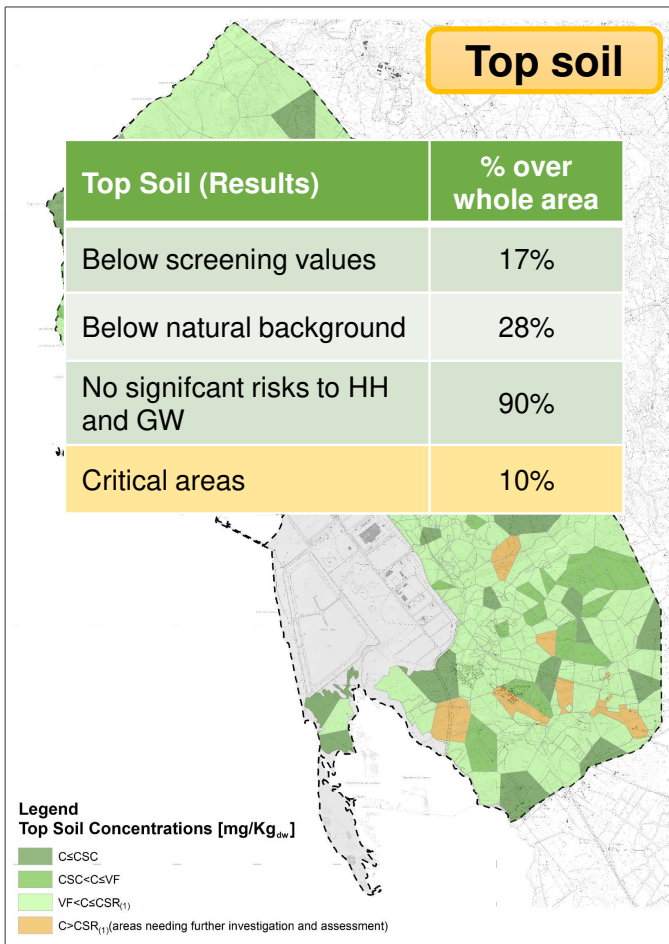 Top soil
Top Soil (Results)
% over
whole area
Below screening values
17%
Below natural background
28%
No signifcant risks to HH
and GW
90%
Critical areas
10%
Legend
Top Soil Concentrations [mg/Kgdw]
C≤CSC
CSC<C≤VF
VF<C≤CSR(1)
C>CSR(1)(areas needing further investigation and assessment)